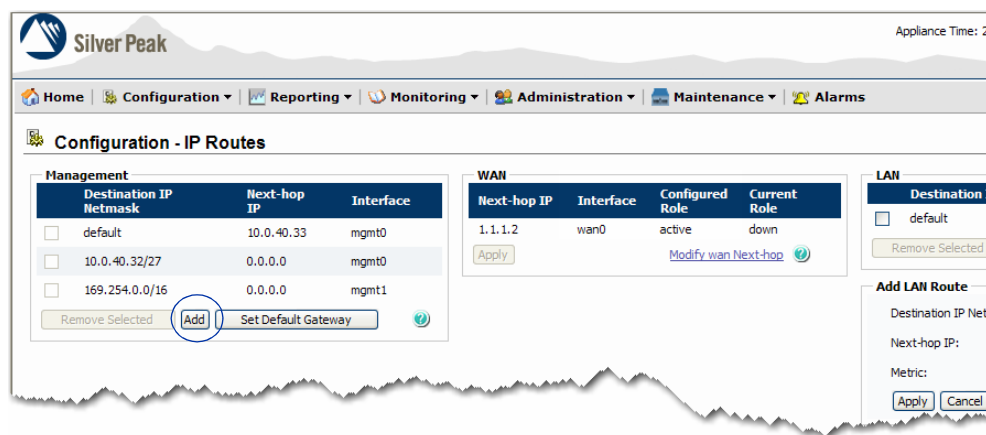 Silver Peak
Appliance Time: 2
Home | Configuration | Reporting | Monitoring | Administration | Maintenance | Alarms
Configuration - IP Routes
Management
Destination IP Netmask Next-hop IP Interface
default 10.0.40.33 mgmt0
10.0.40.32/27 0.0.0.0 mgmt0
169.254.0.0/16 0.0.0.0 mgmt1
Remove Selected Add Set Default Gateway ?
WAN
Next-hop IP Interface Configured Role Current Role
1.1.1.2 wan0 active down
Apply Modify wan Next-hop ?
LAN
Destination
default
Remove Selected
Add LAN Route
Destination IP Net
Next-hop IP:
Metric:
Apply Cancel